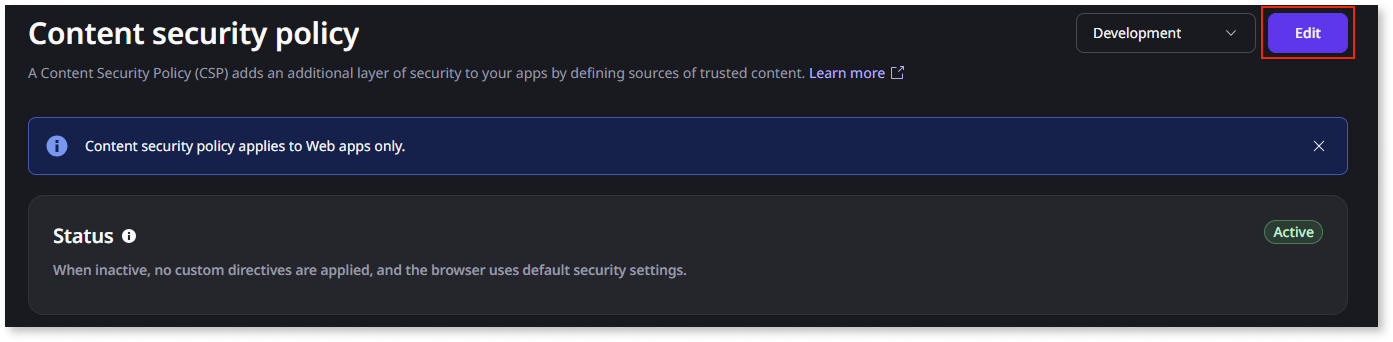 Content security policy
Development
Edit
A Content Security Policy (CSP) adds an additional layer of security to your apps by defining sources of trusted content. Learn more
Content security policy applies to Web apps only.
Status
Active
When inactive, no custom directives are applied, and the browser uses default security settings.